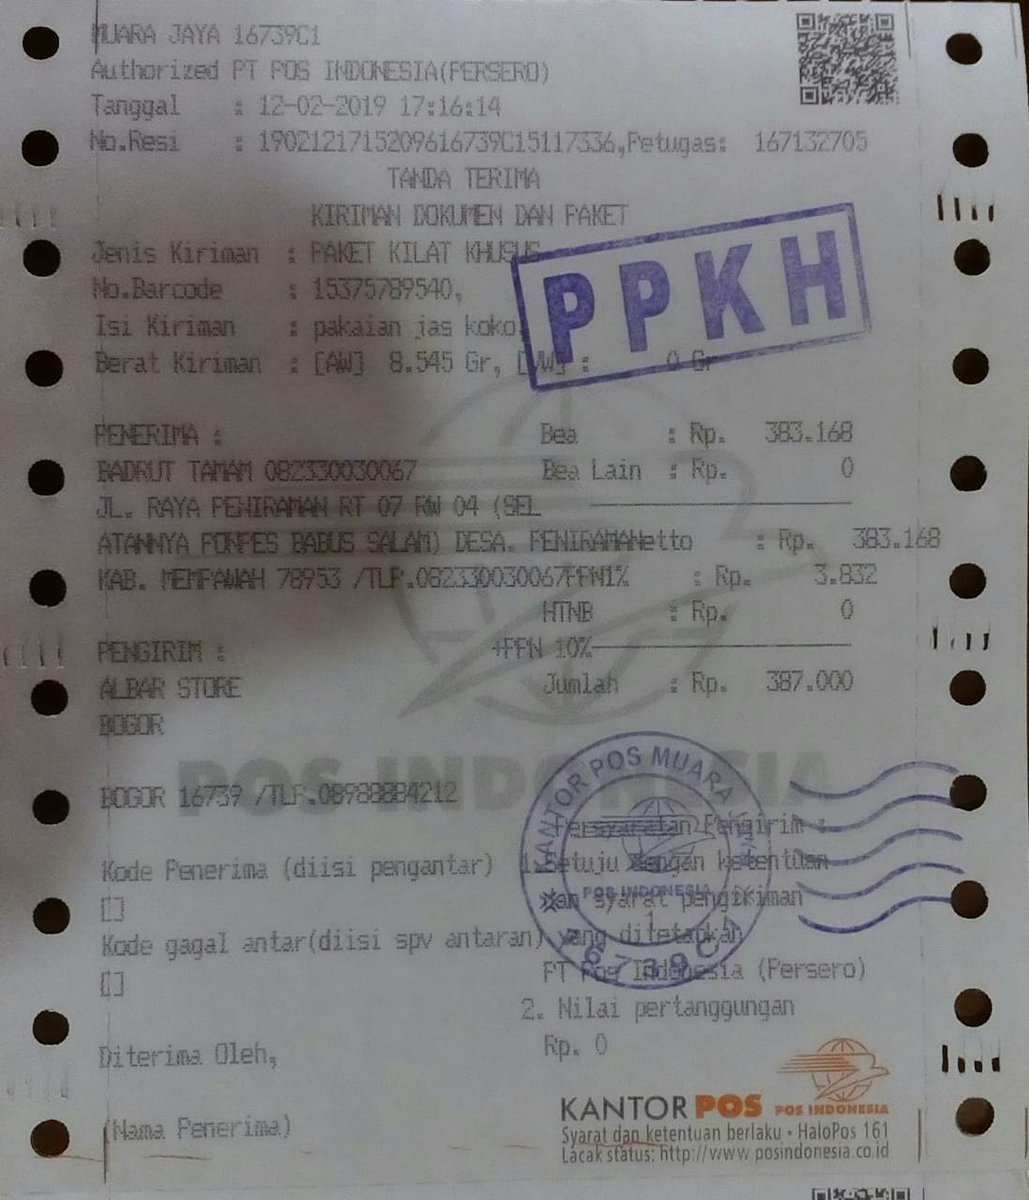 MUARA JAYA 16739C1
Authorized PT POS INDONESIA(PERSERO)
Tanggal : 12-02-2019 17:16:14
No.Resi : 1902121715209616739C15117336,Petugas: 167132705
TANDA TERIMA
KIRIMAN DOKUMEN DAN PAKET
Jenis Kiriman : PAKET KILAT KHUSUS
PPKH
No.Barcode : 15375789540,
Isi Kiriman : pakaian jas koko,
Berat Kiriman : [AW] 8.545 Gr, [VW] : 0 Gr
PENERIMA : Bea : Rp. 383.168
BADRUT TAMAM 082330030067 Bea Lain : Rp. 0
JL. RAYA PENIRAMAN RT 07 RW 04 (SEL
ATANNYA PONPES BABUS SALAM) DESA. PENIRAMANetto : Rp. 383.168
KAB. MEMPAWAH 78953 /TLP.082330030067PPN1% : Rp. 3.832
HTNB : Rp. 0
PENGIRIM : +PPN 10%
ALBAR STORE Jumlah : Rp. 387.000
BOGOR
POS INDONESIA
BOGOR 16739 /TLP.08988884212
KANTOR POS MUARA
POS INDONESIA
1
16739C1
Persyaratan Pengirim :
Kode Penerima (diisi pengantar) 1.Setuju dengan ketentuan
[] dan syarat pengiriman
Kode gagal antar(diisi spv antaran) yang ditetapkan
[] PT Pos Indonesia (Persero)
2. Nilai pertanggungan
Diterima Oleh, Rp. 0
(Nama Penerima)
KANTOR POS POS INDONESIA
Syarat dan ketentuan berlaku • HaloPos 161
Lacak status: http://www.posindonesia.co.id